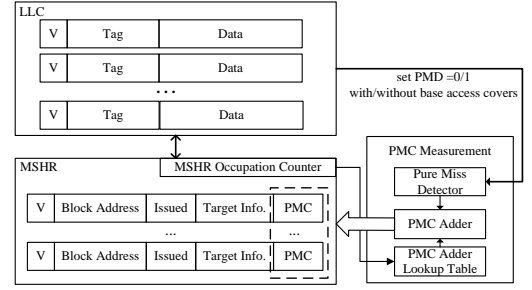 LLC
V Tag Data
V Tag Data
...
V Tag Data
set PMD =0/1
with/without base access covers
MSHR
MSHR Occupation Counter
V Block Address Issued Target Info. PMC
... ...
V Block Address Issued Target Info. PMC
PMC Measurement
Pure Miss
Detector
PMC Adder
PMC Adder
Lookup Table